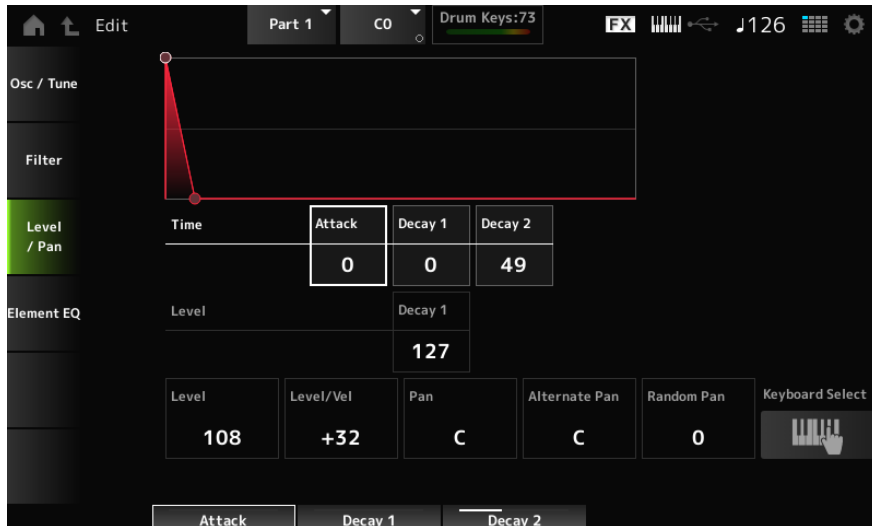 Edit
Part 1
C0
Drum Keys:73
FX
♩126
Osc / Tune
Filter
Level
/ Pan
Element EQ
Time
Attack
Decay 1
Decay 2
0
0
49
Level
Decay 1
127
Level
Level/Vel
Pan
Alternate Pan
Random Pan
Keyboard Select
108
+32
C
C
0
Attack
Decay 1
Decay 2